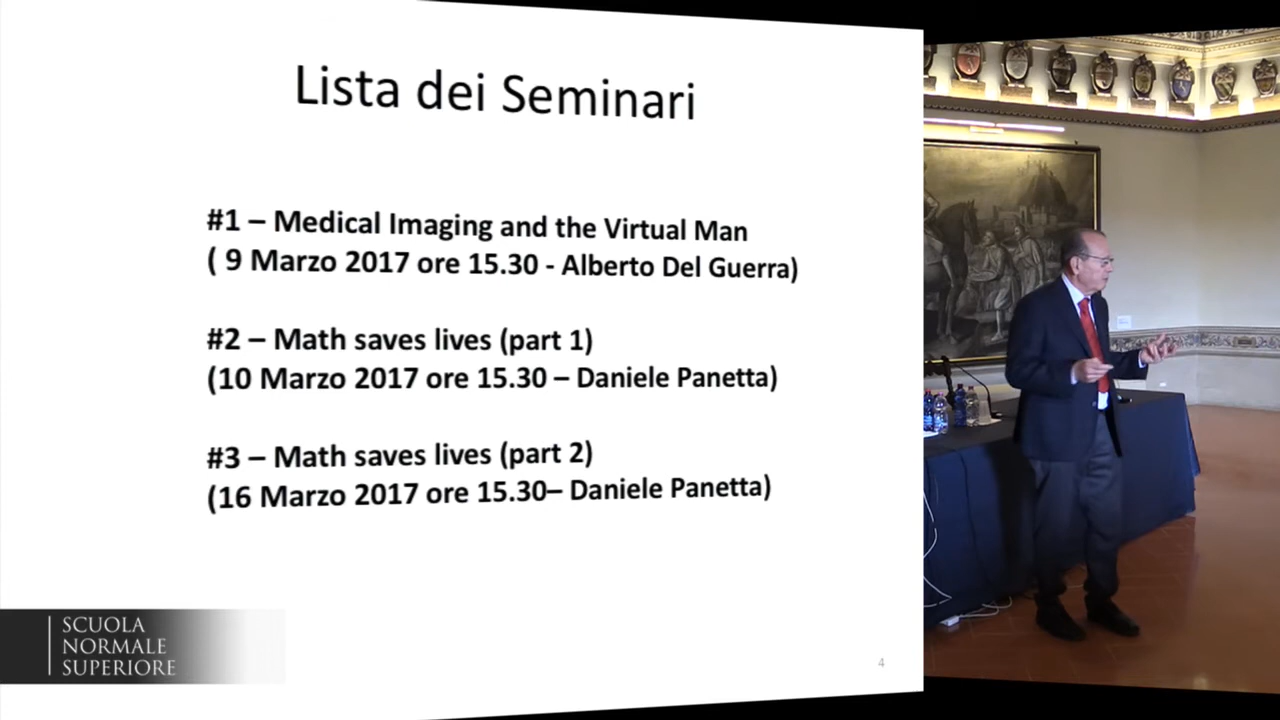 Lista dei Seminari
#1 – Medical Imaging and the Virtual Man
( 9 Marzo 2017 ore 15.30 - Alberto Del Guerra)
#2 – Math saves lives (part 1)
(10 Marzo 2017 ore 15.30 – Daniele Panetta)
#3 – Math saves lives (part 2)
(16 Marzo 2017 ore 15.30– Daniele Panetta)
SCUOLA
NORMALE
SUPERIORE
4